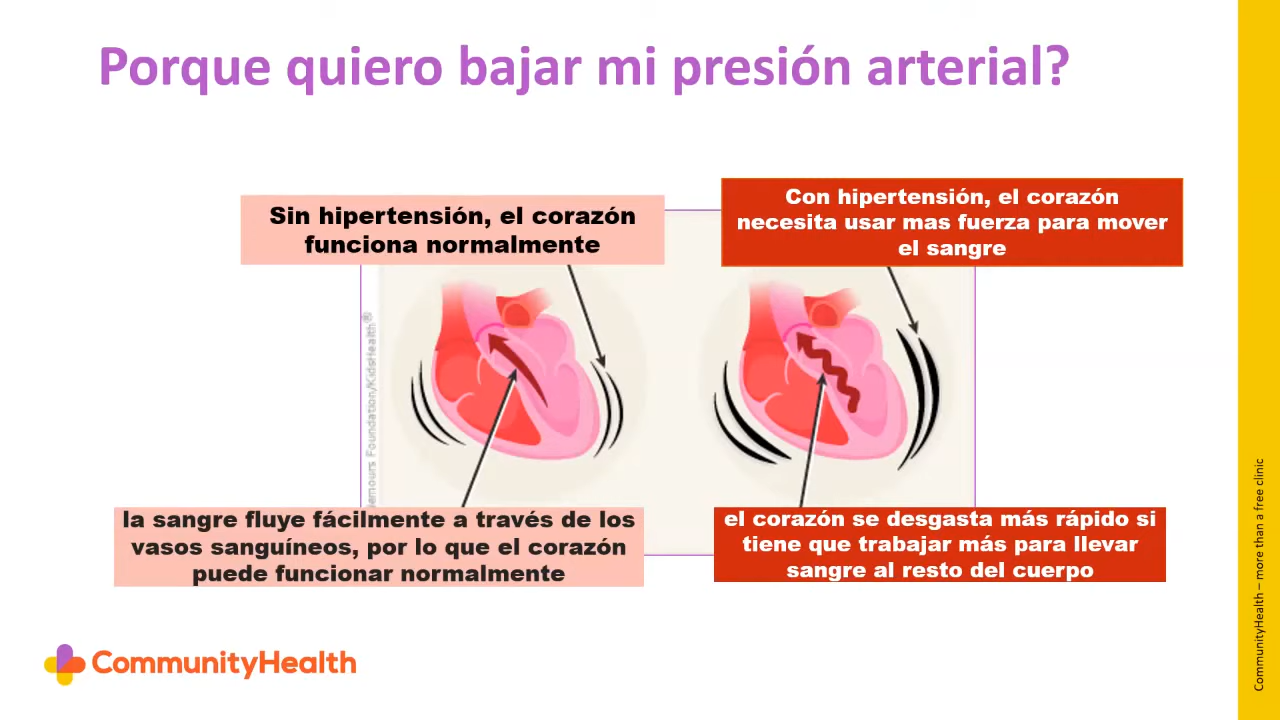 Porque quiero bajar mi presión arterial?
Sin hipertensión, el corazón
funciona normalmente
Con hipertensión, el corazón
necesita usar mas fuerza para mover
el sangre
emours Foundation/KidsHealth®
la sangre fluye fácilmente a través de los
vasos sanguíneos, por lo que el corazón
puede funcionar normalmente
el corazón se desgasta más rápido si
tiene que trabajar más para llevar
sangre al resto del cuerpo
CommunityHealth
CommunityHealth – more than a free clinic